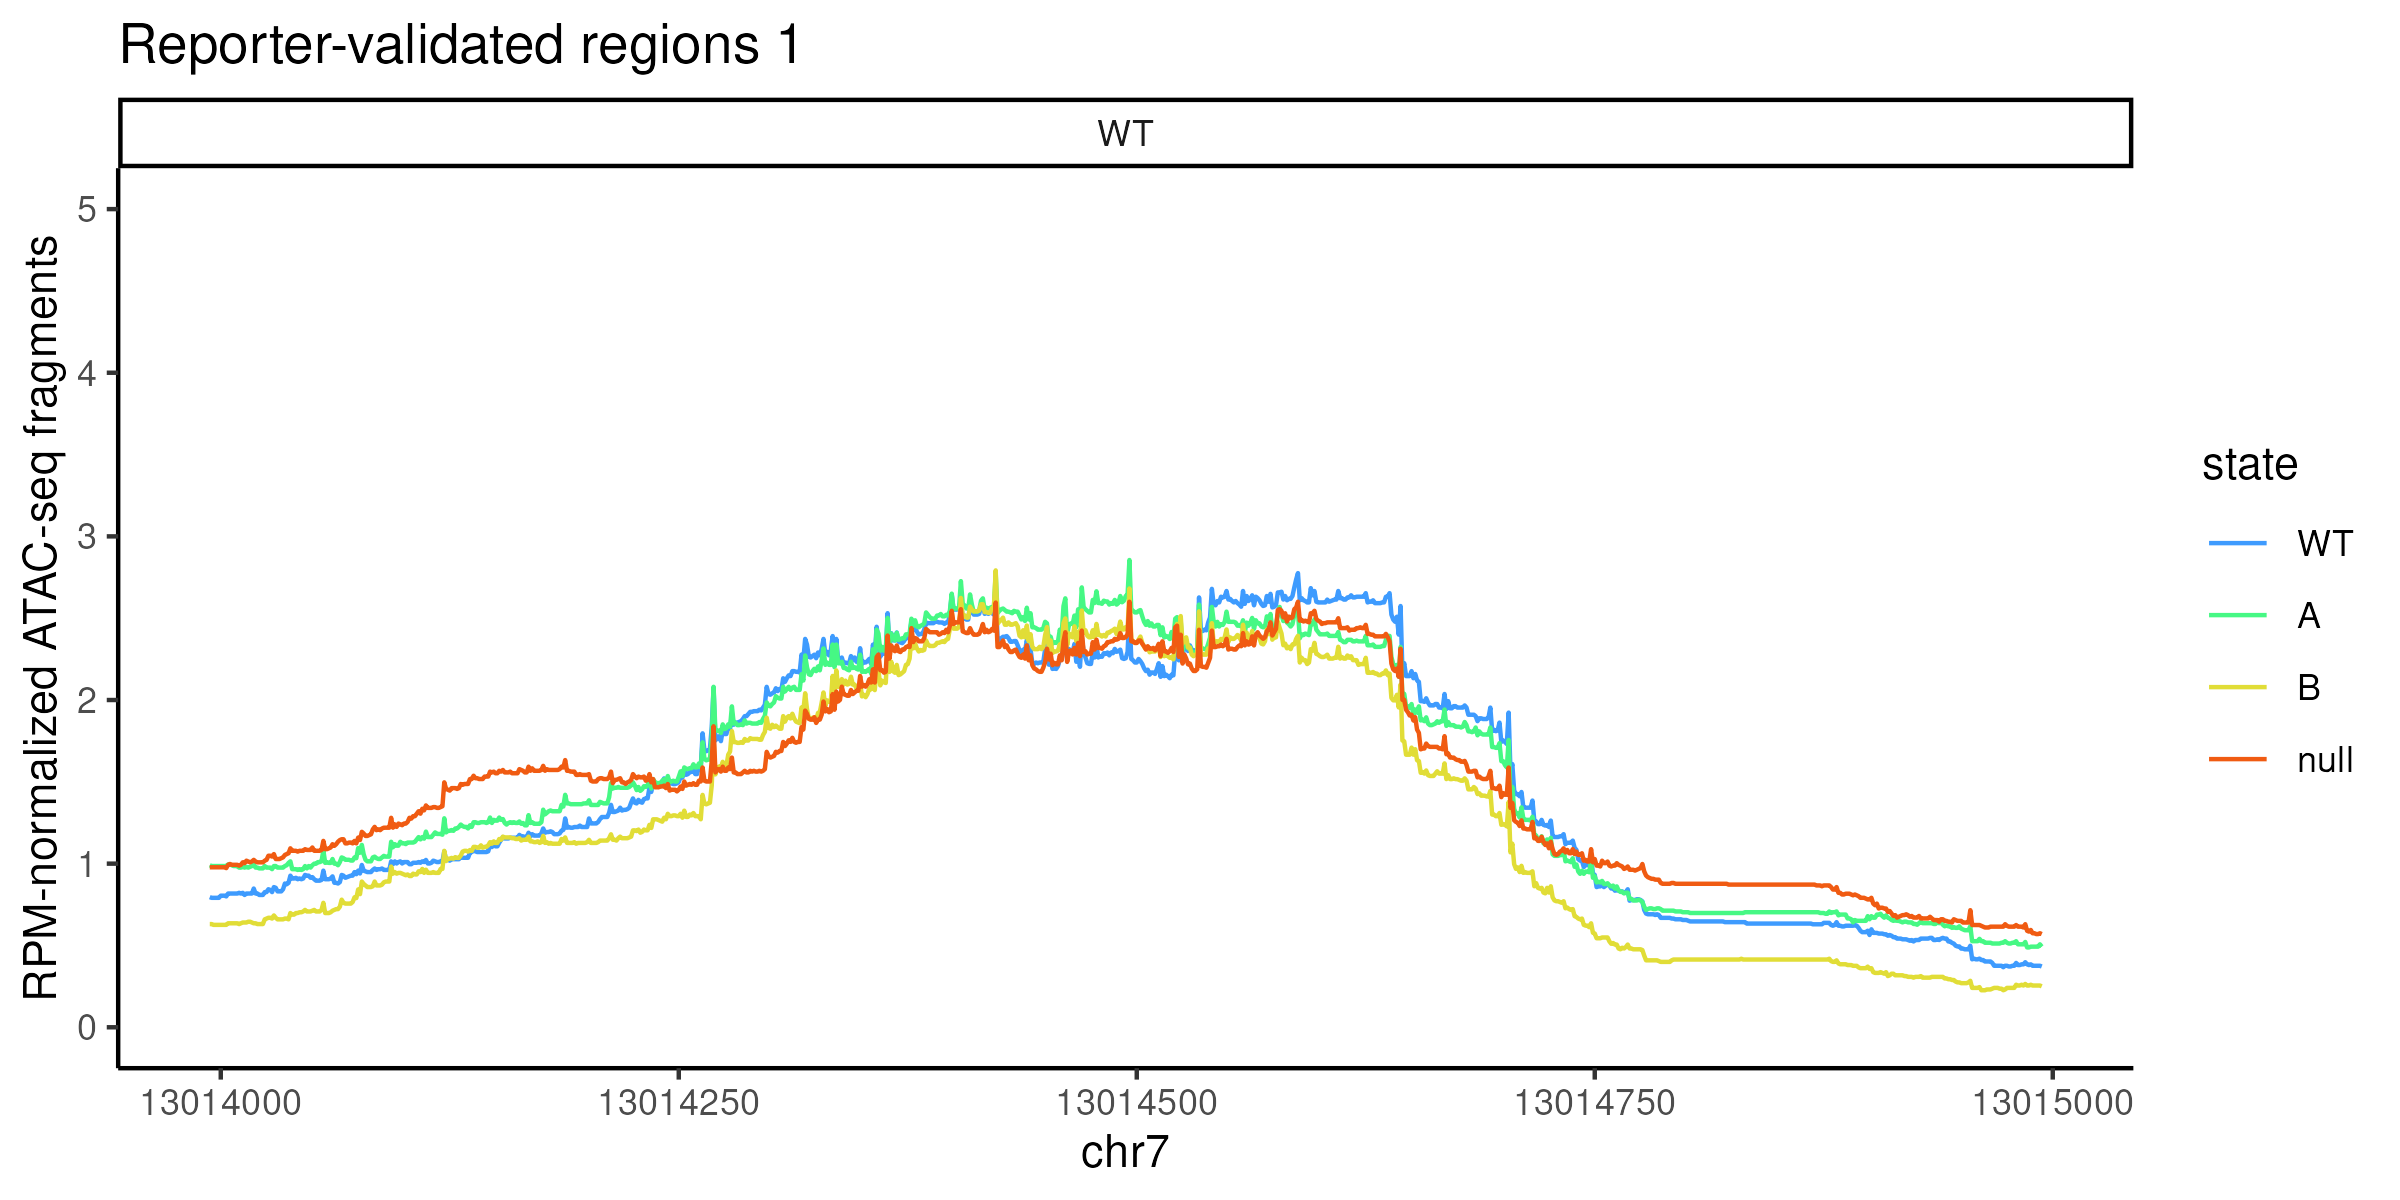 Reporter-validated regions 1
WT
RPM-normalized ATAC-seq fragments
5
4
3
2
1
0
13014000 13014250 13014500 13014750 13015000
chr7
state
WT
A
B
null